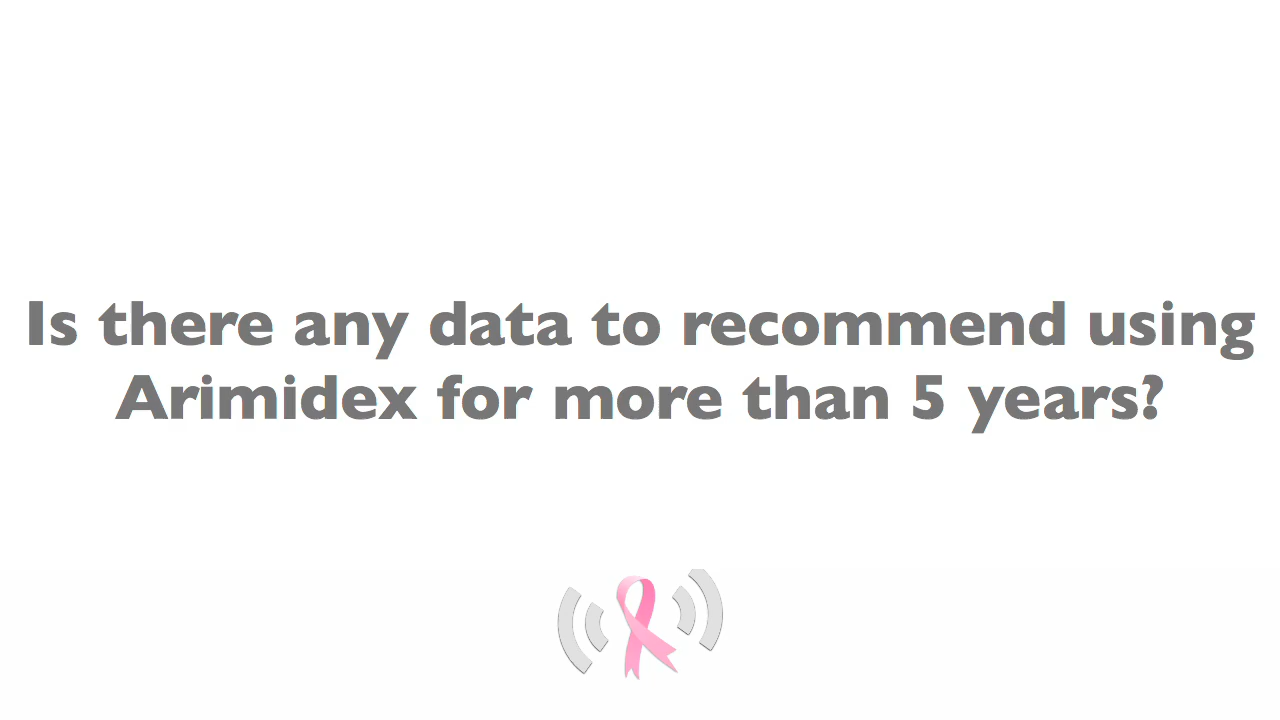 Is there any data to recommend using
Arimidex for more than 5 years?